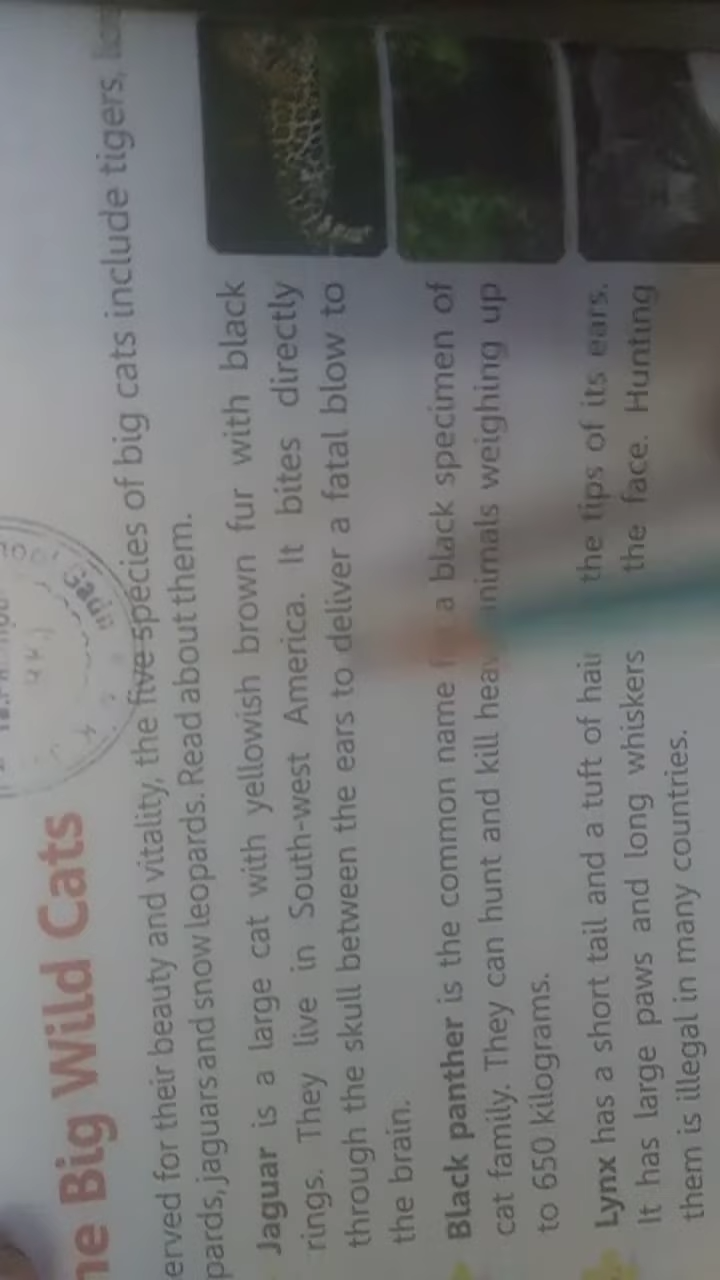 he Big Wild Cats
erved for their beauty and vitality, the five species of big cats include tigers,
pards, jaguars and snow leopards. Read about them.
Jaguar is a large cat with yellowish brown fur with black
rings. They live in South-west America. It bites directly
through the skull between the ears to deliver a fatal blow to
the brain.
Black panther is the common name a black specimen of
cat family. They can hunt and kill nimals weighing up
to 650 kilograms.
Lynx has a short tail and a tuft of hair the tips of its ears.
It has large paws and long whiskers the face. Hunting
them is illegal in many countries.